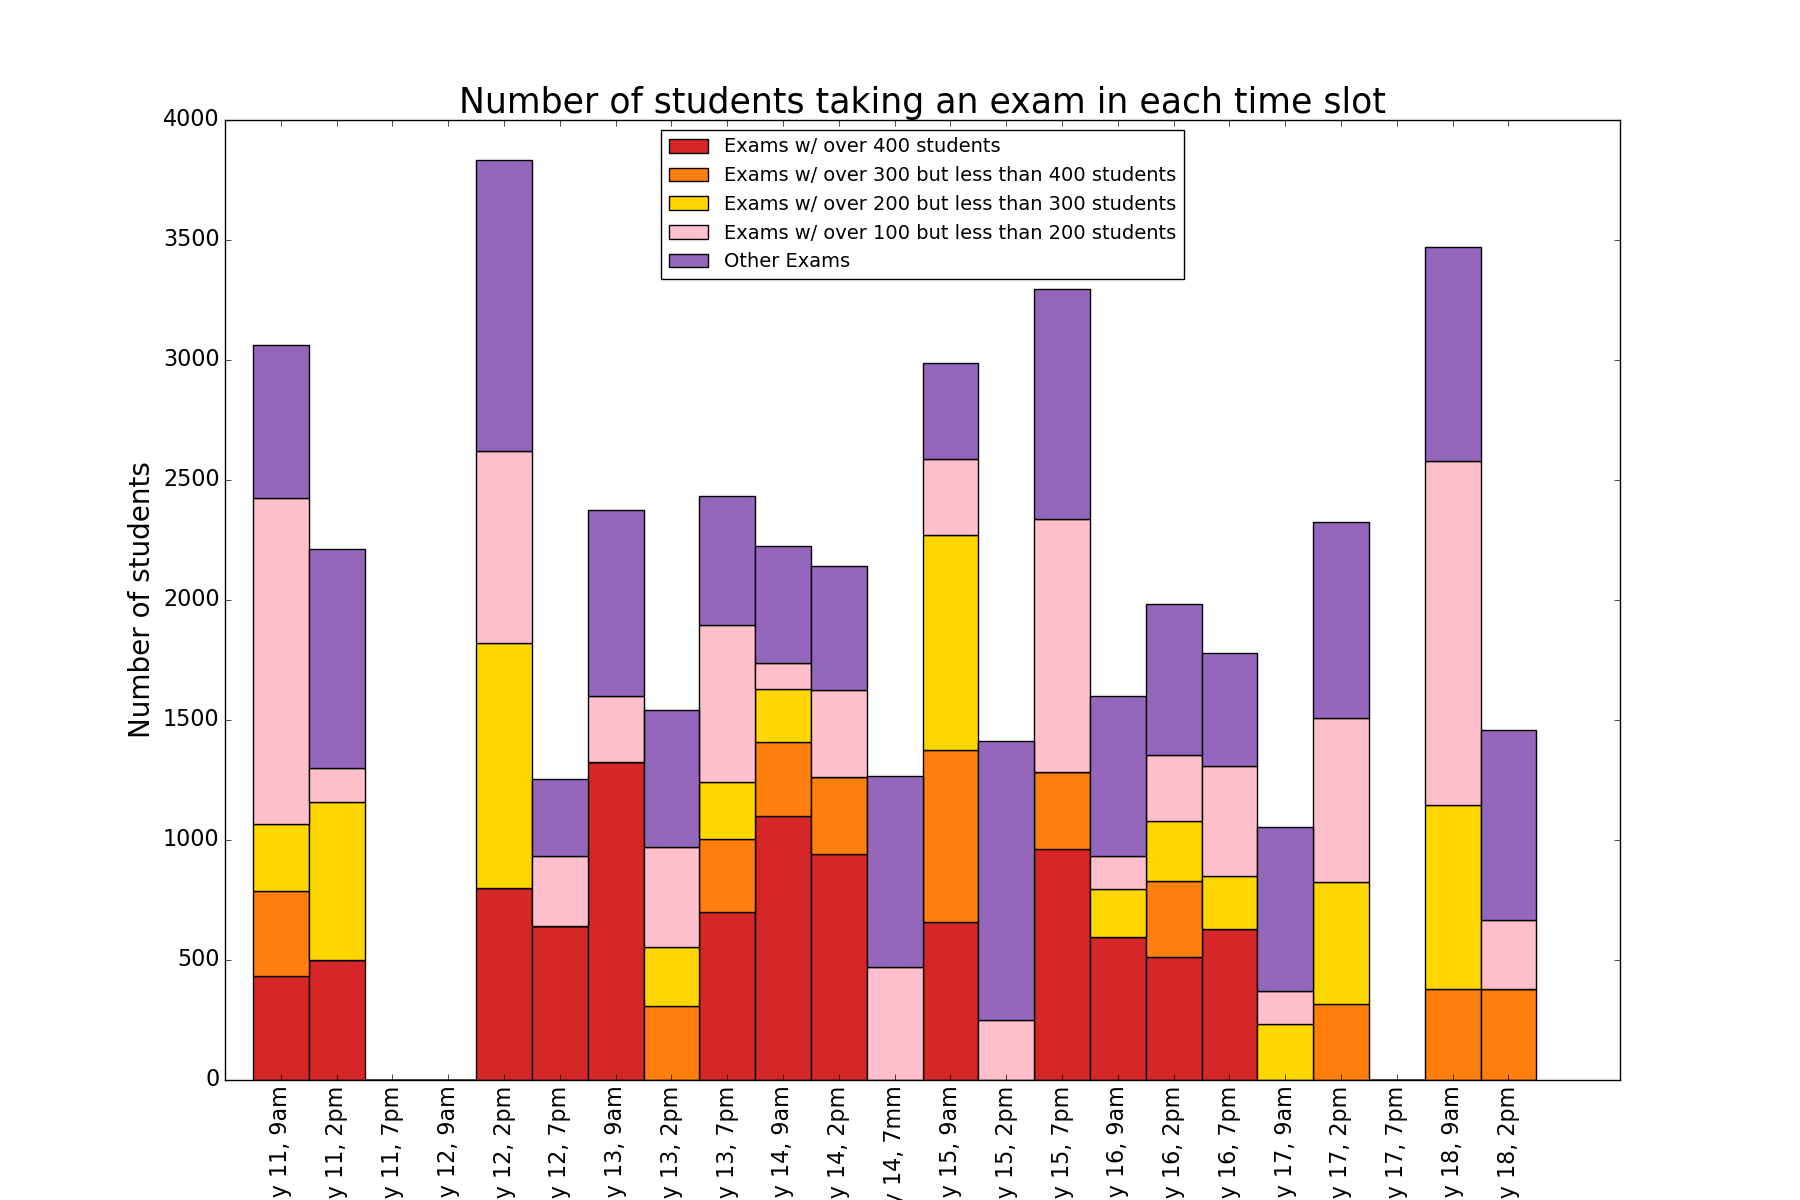 Number of students taking an exam in each time slot
4000
3500
3000
2500
2000
1500
1000
500
0
Number of students
Exams w/ over 400 students
Exams w/ over 300 but less than 400 students
Exams w/ over 200 but less than 300 students
Exams w/ over 100 but less than 200 students
Other Exams
y 11, 9am
y 11, 2pm
y 11, 7pm
y 12, 9am
y 12, 2pm
y 12, 7pm
y 13, 9am
y 13, 2pm
y 13, 7pm
y 14, 9am
y 14, 2pm
y 14, 7mm
y 15, 9am
y 15, 2pm
y 15, 7pm
y 16, 9am
y 16, 2pm
y 16, 7pm
y 17, 9am
y 17, 2pm
y 17, 7pm
y 18, 9am
y 18, 2pm